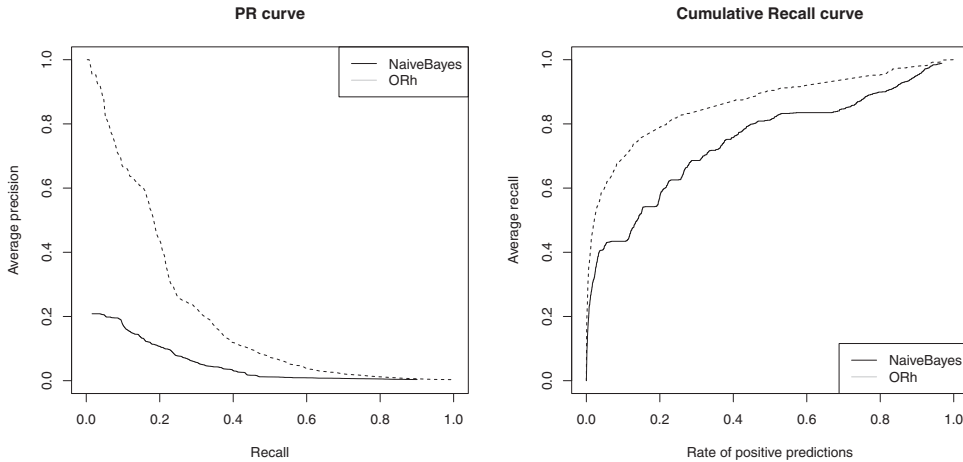 PR curve
NaiveBayes
ORh
Average precision
1.0
0.8
0.6
0.4
0.2
0.0
0.0 0.2 0.4 0.6 0.8 1.0
Recall
Cumulative Recall curve
Average recall
1.0
0.8
0.6
0.4
0.2
0.0
NaiveBayes
ORh
0.0 0.2 0.4 0.6 0.8 1.0
Rate of positive predictions